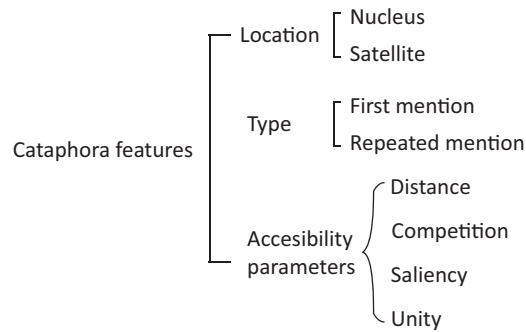 Cataphora features
Location
Nucleus
Satellite
Type
First mention
Repeated mention
Accesibility
parameters
Distance
Competition
Saliency
Unity